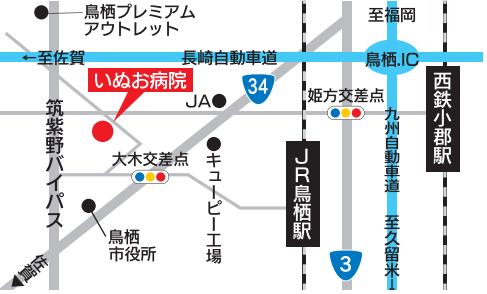 鳥栖プレミアム
アウトレット
至福岡
←至佐賀
長崎自動車道
鳥栖.IC
いぬお病院
34
JA
姫方交差点
西鉄小郡駅
筑紫野バイパス
大木交差点
キューピー工場
JR鳥栖駅
九州自動車道
鳥栖
市役所
至久留米
佐賀
3